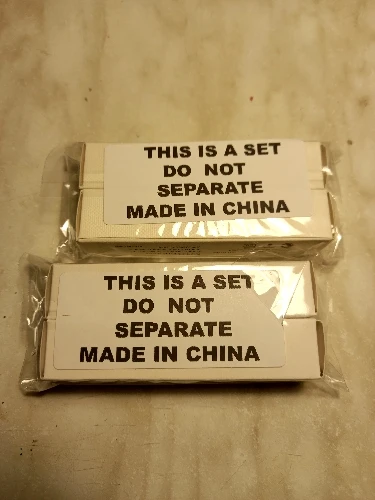 THIS IS A SET
DO NOT
SEPARATE
MADE IN CHINA
THIS IS A SET
DO NOT
SEPARATE
MADE IN CHINA